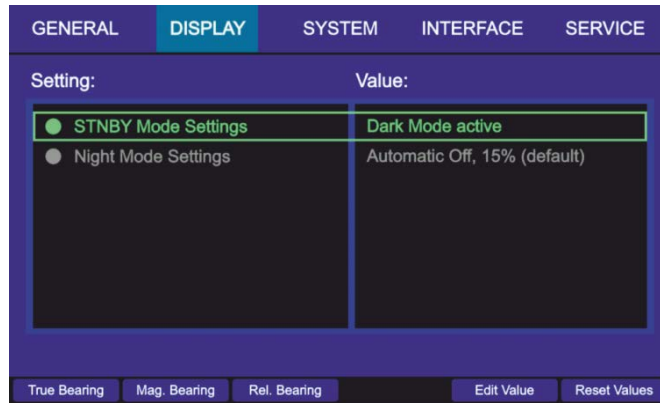 GENERAL DISPLAY SYSTEM INTERFACE SERVICE
Setting: Value:
STNBY Mode Settings Dark Mode active
Night Mode Settings Automatic Off, 15% (default)
True Bearing Mag. Bearing Rel. Bearing Edit Value Reset Values